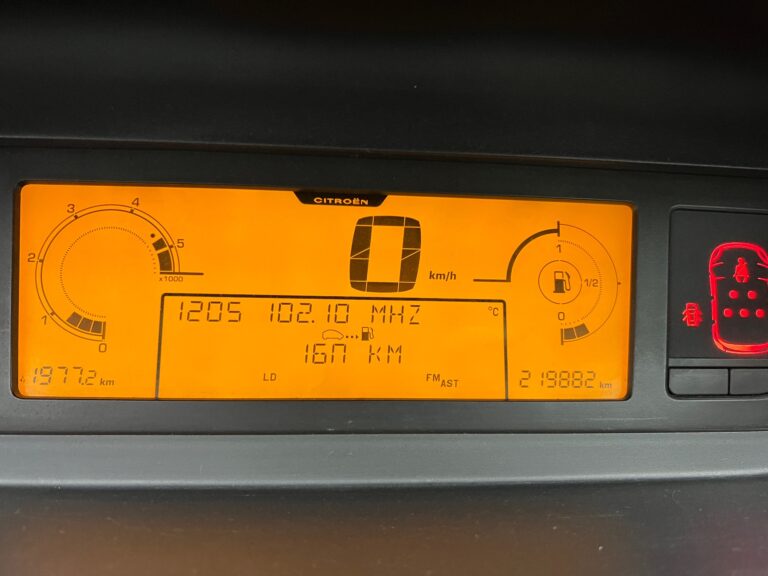 CITROËN
3
4
2
5
x1000
1
0
0 km/h
1
1/2
0
1205 102.10 MHZ
°C
160 KM
LD
FM AST
1977.2 km
219882 km